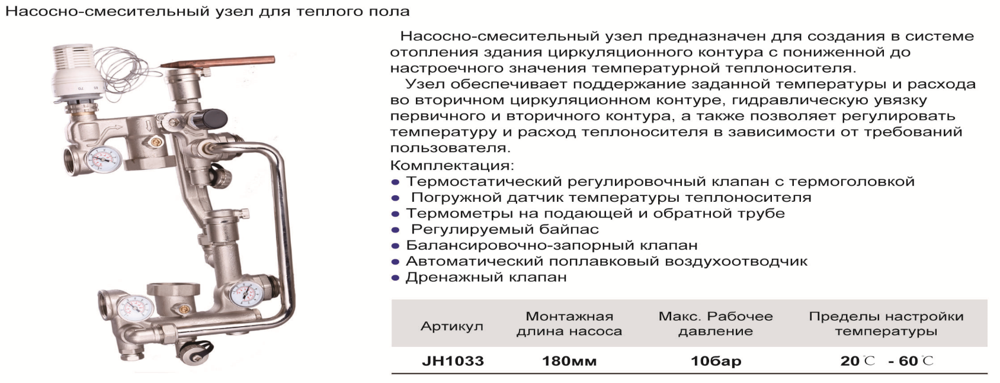 Насосно-смесительный узел для теплого пола
Насосно-смесительный узел предназначен для создания в системе
отопления здания циркуляционного контура с пониженной до
настроечного значения температурной теплоносителя.
Узел обеспечивает поддержание заданной температуры и расхода
во вторичном циркуляционном контуре, гидравлическую увязку
первичного и вторичного контура, а также позволяет регулировать
температуру и расход теплоносителя в зависимости от требований
пользователя.
Комплектация:
● Термостатический регулировочный клапан с термоголовкой
● Погружной датчик температуры теплоносителя
● Термометры на подающей и обратной трубе
● Регулируемый байпас
● Балансировочно-запорный клапан
● Автоматический поплавковый воздухоотводчик
● Дренажный клапан
Артикул Монтажная длина насоса Макс. Рабочее давление Пределы настройки температуры
JH1033 180мм 10бар 20℃ - 60℃